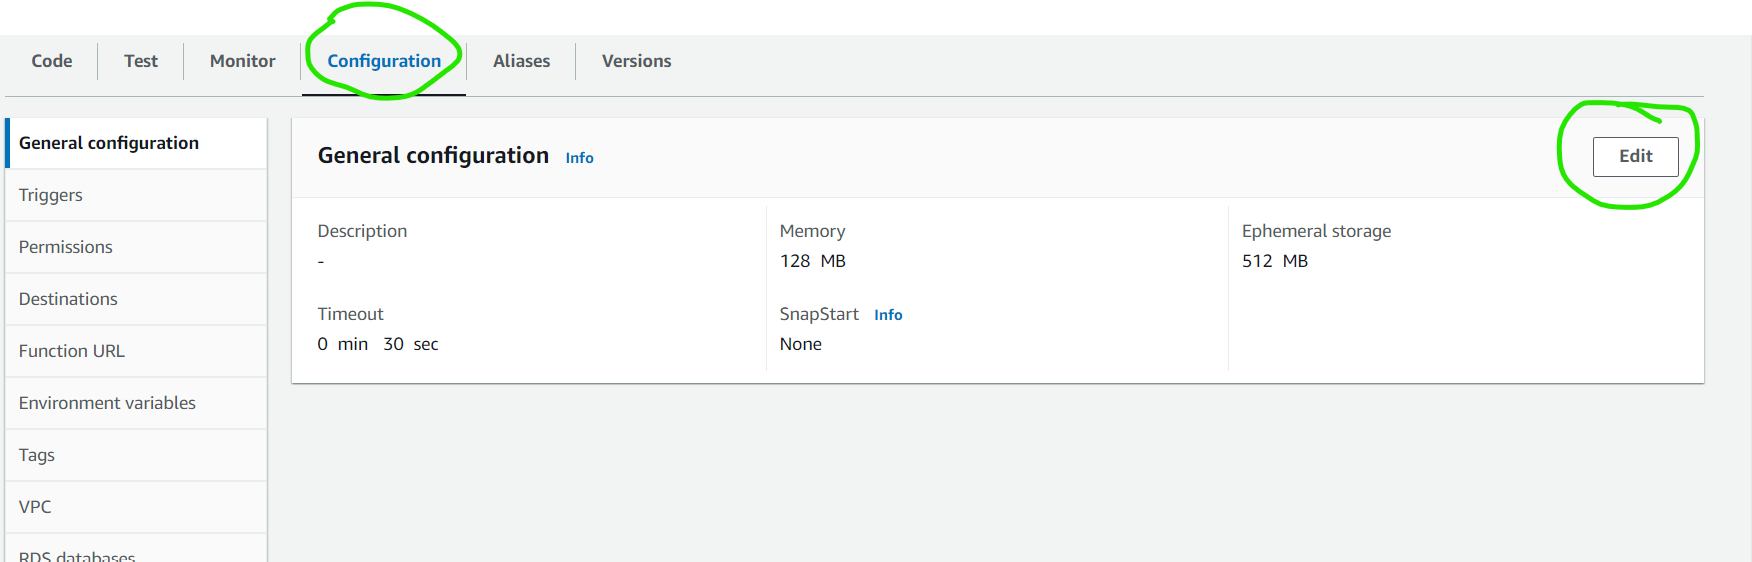 Code Test Monitor Configuration Aliases Versions
General configuration
Triggers
Permissions
Destinations
Function URL
Environment variables
Tags
VPC
RDS databases
General configuration Info
Edit
Description
-
Memory
128 MB
Ephemeral storage
512 MB
Timeout
0 min 30 sec
SnapStart Info
None